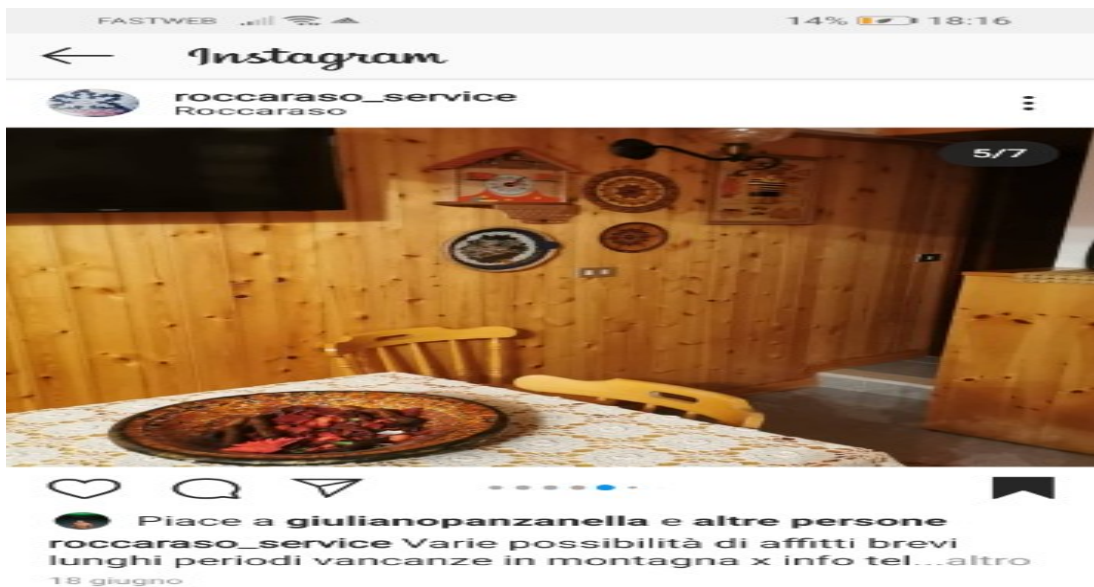 FASTWEB
14% 18:16
Instagram
roccaraso_service
Roccaraso
5/7
Piace a giulianopanzanella e altre persone
roccaraso_service Varie possibilità di affitti brevi
lunghi periodi vancanze in montagna x info tel...altro
18 giugno